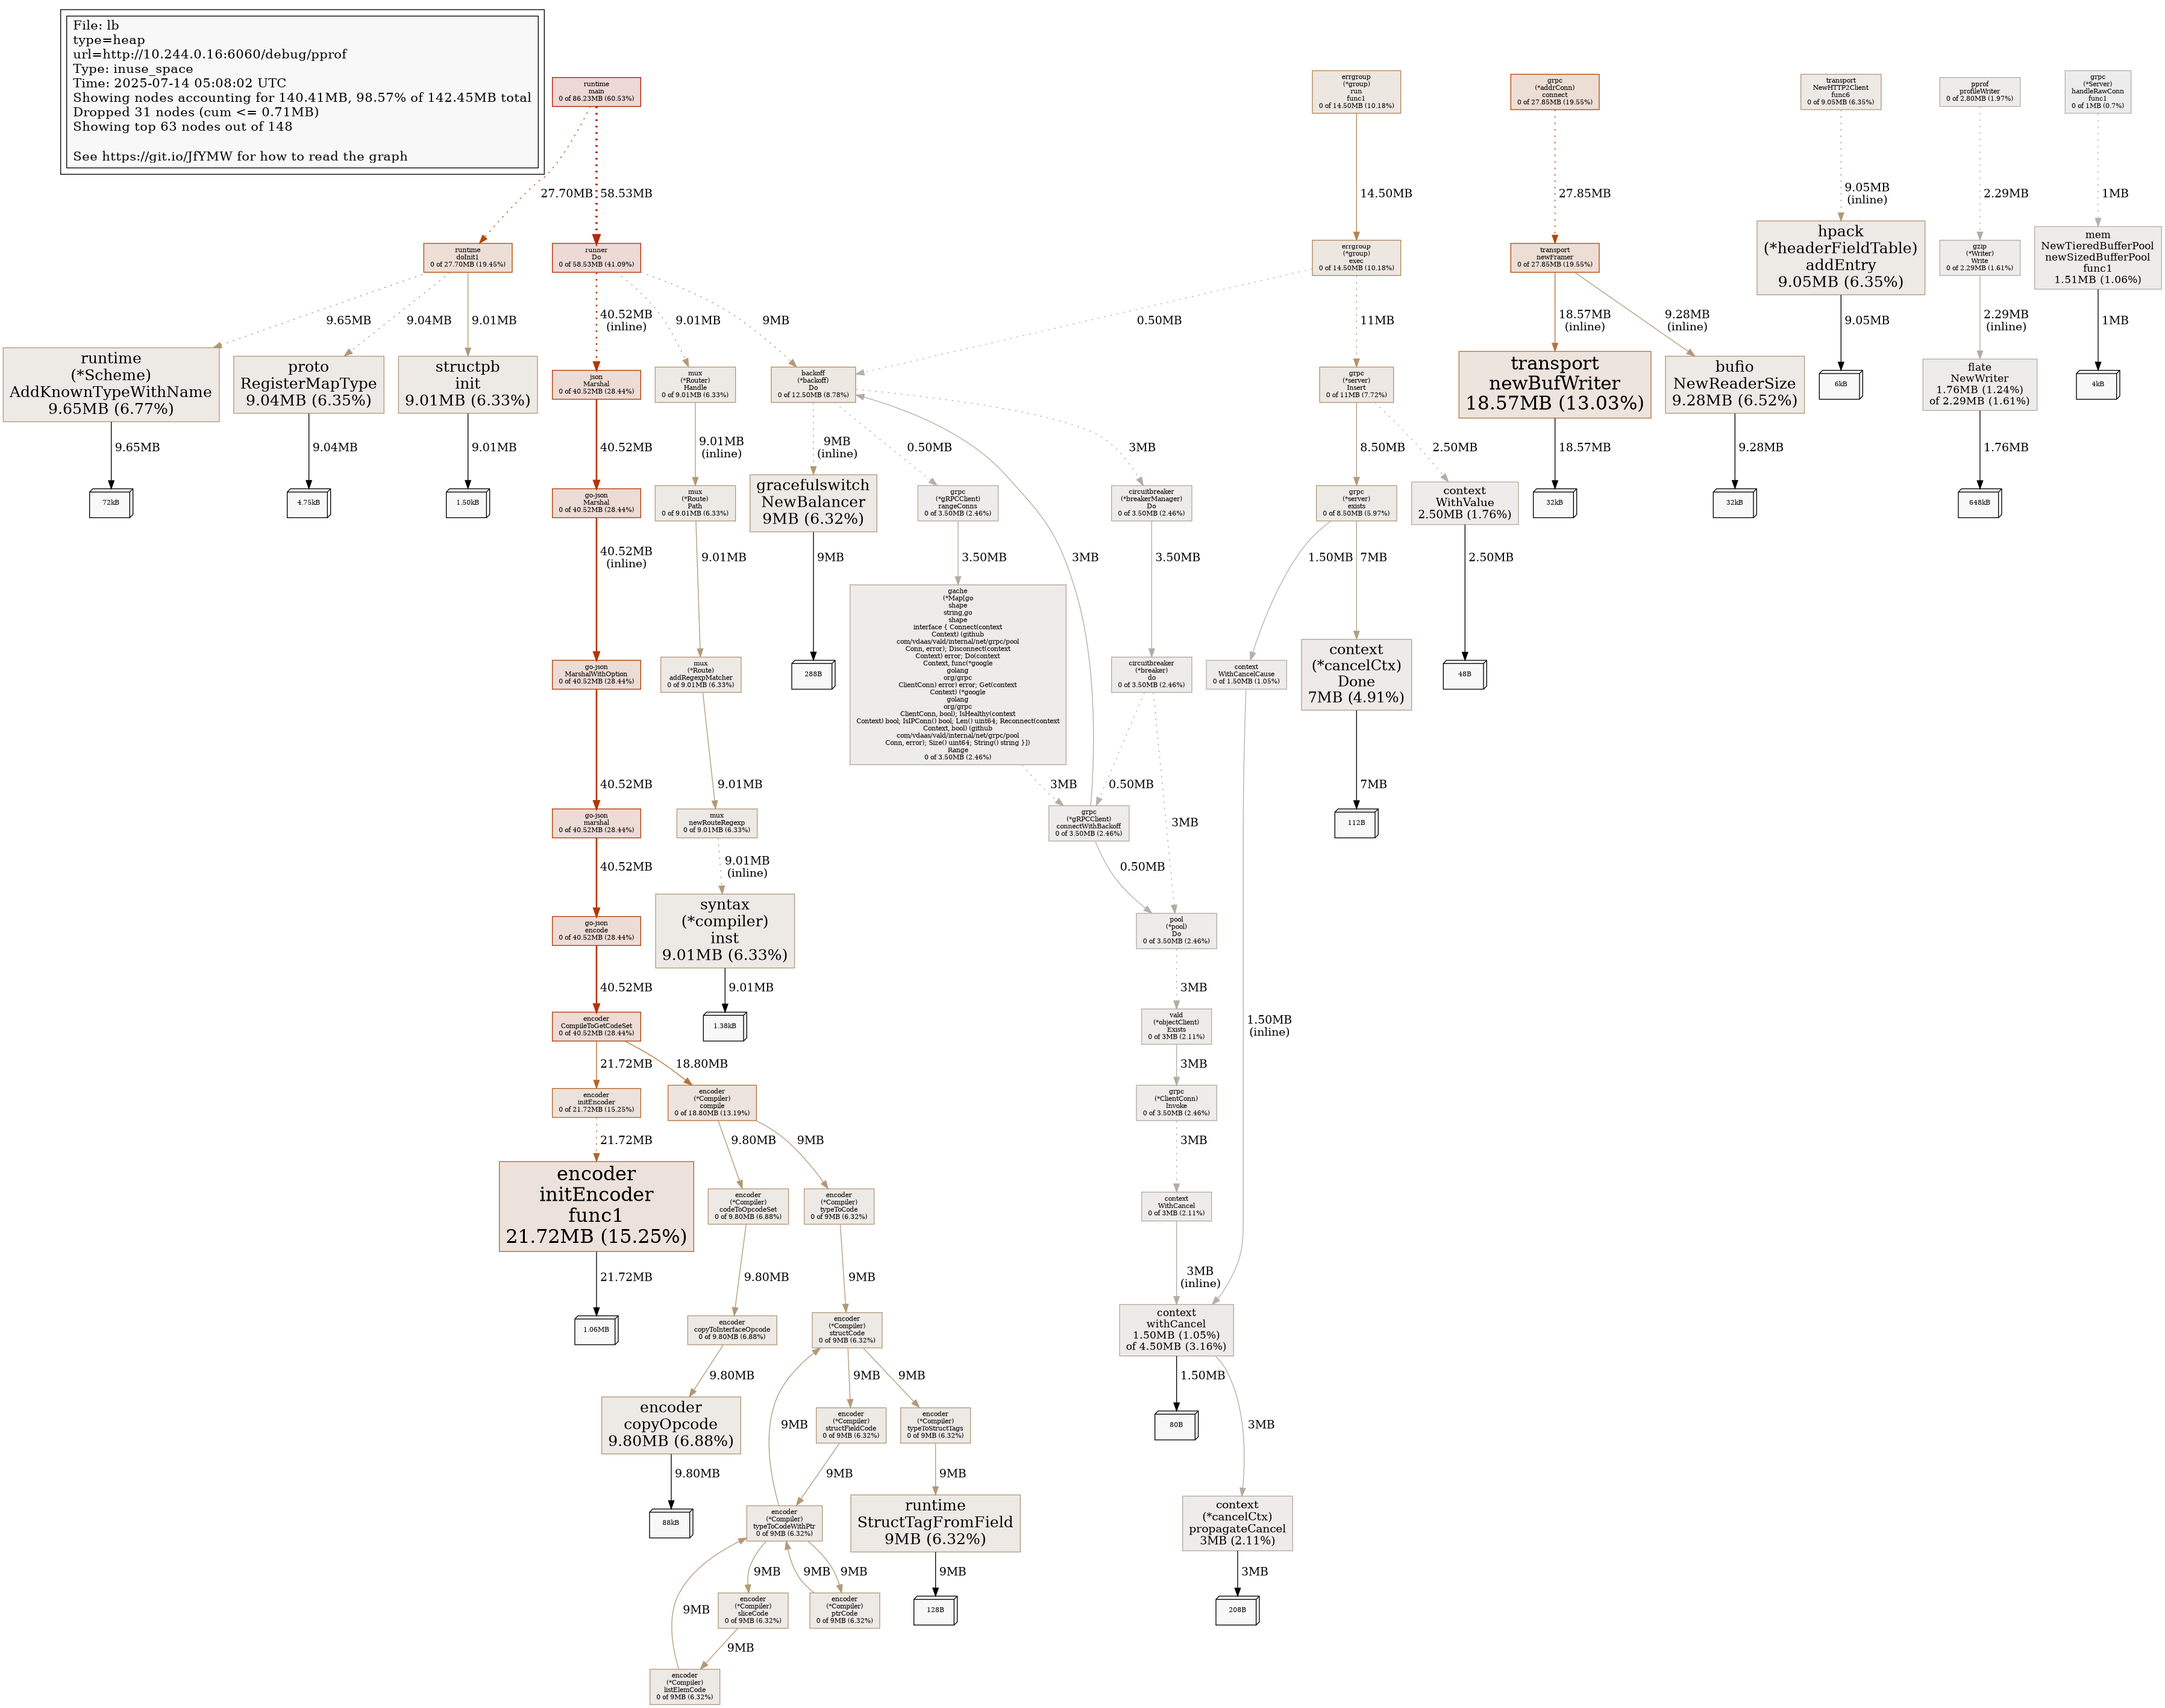 File: lb
type=heap
url=http://10.244.0.16:6060/debug/pprof
Type: inuse_space
Time: 2025-07-14 05:08:02 UTC
Showing nodes accounting for 140.41MB, 98.57% of 142.45MB total
Dropped 31 nodes (cum <= 0.71MB)
Showing top 63 nodes out of 148
See https://git.io/JfYMW for how to read the graph
runtime
main
0 of 86.23MB (60.53%)
errgroup
(*group)
run
func1
0 of 14.50MB (10.18%)
grpc
(*addrConn)
connect
0 of 27.85MB (19.55%)
transport
NewHTTP2Client
func6
0 of 9.05MB (6.35%)
pprof
profileWriter
0 of 2.80MB (1.97%)
grpc
(*Server)
handleRawConn
func1
0 of 1MB (0.7%)
27.70MB
58.53MB
14.50MB
27.85MB
9.05MB
(inline)
2.29MB
1MB
runtime
doInit1
0 of 27.70MB (19.45%)
runner
Do
0 of 58.53MB (41.09%)
errgroup
(*group)
exec
0 of 14.50MB (10.18%)
transport
newFramer
0 of 27.85MB (19.55%)
hpack
(*headerFieldTable)
addEntry
9.05MB (6.35%)
gzip
(*Writer)
Write
0 of 2.29MB (1.61%)
mem
NewTieredBufferPool
newSizedBufferPool
func1
1.51MB (1.06%)
9.65MB
9.04MB
9.01MB
40.52MB
(inline)
9.01MB
9MB
0.50MB
11MB
18.57MB
(inline)
9.28MB
(inline)
9.05MB
2.29MB
(inline)
1MB
runtime
(*Scheme)
AddKnownTypeWithName
9.65MB (6.77%)
proto
RegisterMapType
9.04MB (6.35%)
structpb
init
9.01MB (6.33%)
json
Marshal
0 of 40.52MB (28.44%)
mux
(*Router)
Handle
0 of 9.01MB (6.33%)
backoff
(*backoff)
Do
0 of 12.50MB (8.78%)
grpc
(*server)
Insert
0 of 11MB (7.72%)
transport
newBufWriter
18.57MB (13.03%)
bufio
NewReaderSize
9.28MB (6.52%)
6kB
flate
NewWriter
1.76MB (1.24%)
of 2.29MB (1.61%)
4kB
9.65MB
9.04MB
9.01MB
40.52MB
9.01MB
(inline)
9MB
(inline)
0.50MB
3MB
8.50MB
2.50MB
18.57MB
9.28MB
1.76MB
72kB
4.75kB
1.50kB
go-json
Marshal
0 of 40.52MB (28.44%)
mux
(*Route)
Path
0 of 9.01MB (6.33%)
gracefulswitch
NewBalancer
9MB (6.32%)
grpc
(*gRPCClient)
rangeConns
0 of 3.50MB (2.46%)
circuitbreaker
(*breakerManager)
Do
0 of 3.50MB (2.46%)
grpc
(*server)
exists
0 of 8.50MB (5.97%)
context
WithValue
2.50MB (1.76%)
32kB
32kB
648kB
40.52MB
(inline)
9.01MB
9MB
3.50MB
3MB
3.50MB
1.50MB
7MB
2.50MB
go-json
MarshalWithOption
0 of 40.52MB (28.44%)
mux
(*Route)
addRegexpMatcher
0 of 9.01MB (6.33%)
288B
gache
(*Map[go
shape
string,go
shape
interface { Connect(context
Context) (github
com/vdaas/vald/internal/net/grpc/pool
Conn, error); Disconnect(context
Context) error; Do(context
Context, func(*google
golang
org/grpc
ClientConn) error) error; Get(context
Context) (*google
golang
org/grpc
ClientConn, bool); IsHealthy(context
Context) bool; IsIPConn() bool; Len() uint64; Reconnect(context
Context, bool) (github
com/vdaas/vald/internal/net/grpc/pool
Conn, error); Size() uint64; String() string }])
Range
0 of 3.50MB (2.46%)
circuitbreaker
(*breaker)
do
0 of 3.50MB (2.46%)
context
WithCancelCause
0 of 1.50MB (1.05%)
context
(*cancelCtx)
Done
7MB (4.91%)
48B
40.52MB
9.01MB
3MB
0.50MB
3MB
7MB
go-json
marshal
0 of 40.52MB (28.44%)
mux
newRouteRegexp
0 of 9.01MB (6.33%)
grpc
(*gRPCClient)
connectWithBackoff
0 of 3.50MB (2.46%)
112B
40.52MB
9.01MB
(inline)
0.50MB
go-json
encode
0 of 40.52MB (28.44%)
syntax
(*compiler)
inst
9.01MB (6.33%)
pool
(*pool)
Do
0 of 3.50MB (2.46%)
40.52MB
9.01MB
3MB
1.50MB
(inline)
encoder
CompileToGetCodeSet
0 of 40.52MB (28.44%)
1.38kB
vald
(*objectClient)
Exists
0 of 3MB (2.11%)
21.72MB
18.80MB
3MB
encoder
initEncoder
0 of 21.72MB (15.25%)
encoder
(*Compiler)
compile
0 of 18.80MB (13.19%)
grpc
(*ClientConn)
Invoke
0 of 3.50MB (2.46%)
21.72MB
9.80MB
9MB
3MB
encoder
initEncoder
func1
21.72MB (15.25%)
encoder
(*Compiler)
codeToOpcodeSet
0 of 9.80MB (6.88%)
encoder
(*Compiler)
typeToCode
0 of 9MB (6.32%)
context
WithCancel
0 of 3MB (2.11%)
21.72MB
9.80MB
9MB
3MB
(inline)
1.06MB
encoder
copyToInterfaceOpcode
0 of 9.80MB (6.88%)
encoder
(*Compiler)
structCode
0 of 9MB (6.32%)
context
withCancel
1.50MB (1.05%)
of 4.50MB (3.16%)
9.80MB
9MB
9MB
1.50MB
encoder
copyOpcode
9.80MB (6.88%)
9MB
encoder
(*Compiler)
structFieldCode
0 of 9MB (6.32%)
encoder
(*Compiler)
typeToStructTags
0 of 9MB (6.32%)
80B
3MB
9.80MB
9MB
9MB
88kB
encoder
(*Compiler)
typeToCodeWithPtr
0 of 9MB (6.32%)
runtime
StructTagFromField
9MB (6.32%)
context
(*cancelCtx)
propagateCancel
3MB (2.11%)
9MB
9MB
9MB
9MB
3MB
9MB
encoder
(*Compiler)
sliceCode
0 of 9MB (6.32%)
encoder
(*Compiler)
ptrCode
0 of 9MB (6.32%)
128B
208B
9MB
encoder
(*Compiler)
listElemCode
0 of 9MB (6.32%)